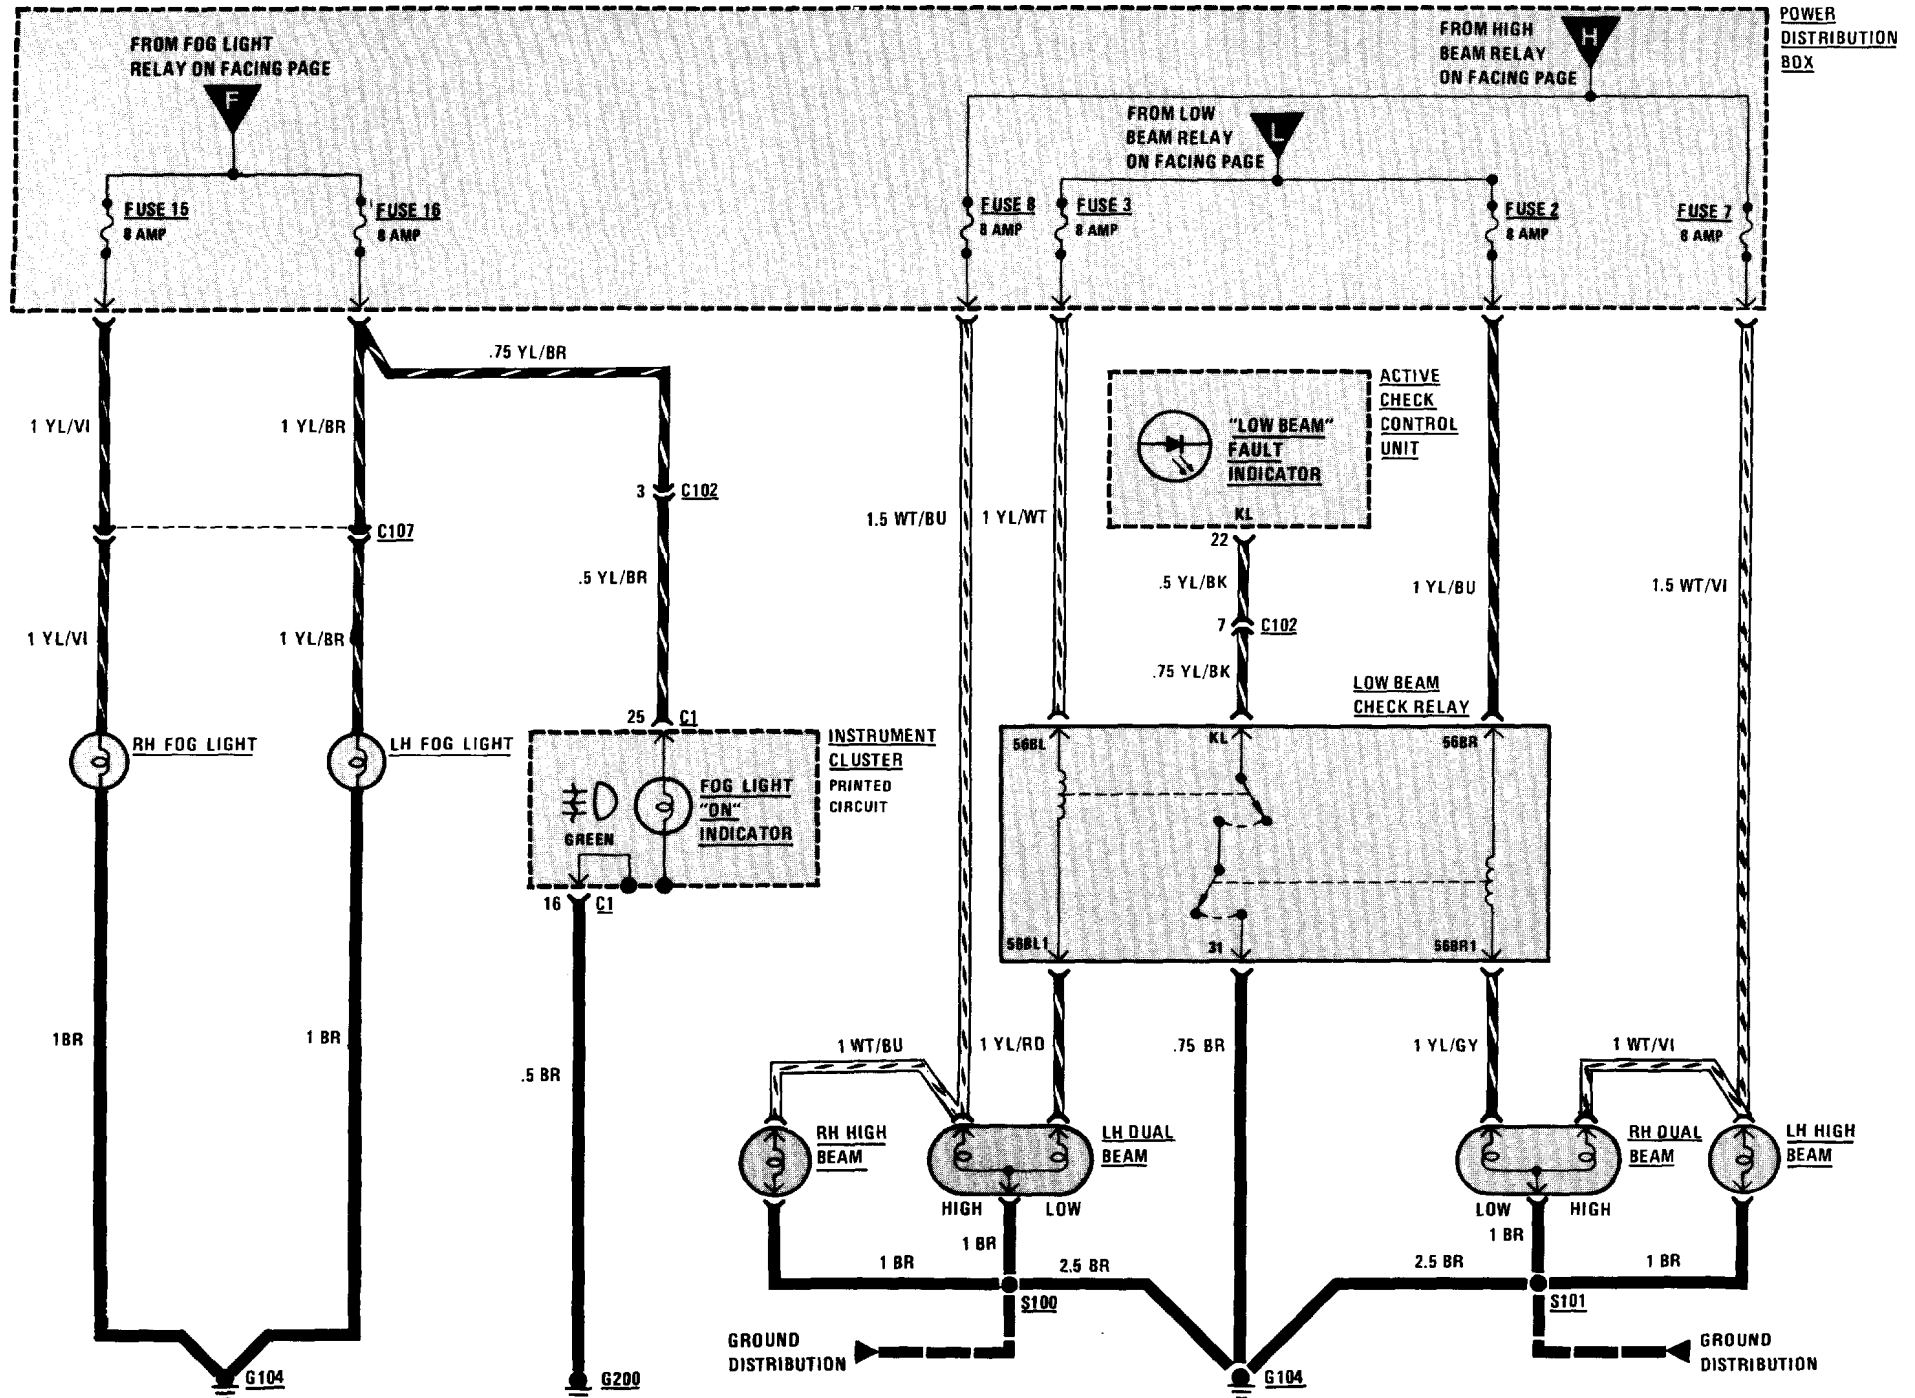 POWER
DISTRIBUTION
BOX
FROM FOG LIGHT
RELAY ON FACING PAGE
F
FROM HIGH
BEAM RELAY
ON FACING PAGE
H
FROM LOW
BEAM RELAY
ON FACING PAGE
L
FUSE 15
8 AMP
FUSE 16
8 AMP
FUSE 8
8 AMP
FUSE 3
8 AMP
FUSE 2
8 AMP
FUSE 7
8 AMP
.75 YL/BR
1 YL/VI
1 YL/BR
3
C102
C107
.5 YL/BR
1 YL/VI
1 YL/BR
1.5 WT/BU
1 YL/WT
ACTIVE
CHECK
CONTROL
UNIT
"LOW BEAM"
FAULT
INDICATOR
KL
22
.5 YL/BK
7
C102
.75 YL/BK
1 YL/BU
1.5 WT/VI
LOW BEAM
CHECK RELAY
25
C1
RH FOG LIGHT
LH FOG LIGHT
INSTRUMENT
CLUSTER
PRINTED
CIRCUIT
FOG LIGHT
"ON"
INDICATOR
GREEN
16
C1
56BL
KL
56BR
56BL1
31
56BR1
1BR
1 BR
.5 BR
1 WT/BU
1 YL/RD
.75 BR
1 YL/GY
1 WT/VI
RH HIGH
BEAM
LH DUAL
BEAM
RH DUAL
BEAM
LH HIGH
BEAM
HIGH
LOW
LOW
HIGH
1 BR
1 BR
1 BR
2.5 BR
2.5 BR
1 BR
S100
S101
GROUND
DISTRIBUTION
GROUND
DISTRIBUTION
G104
G200
G104